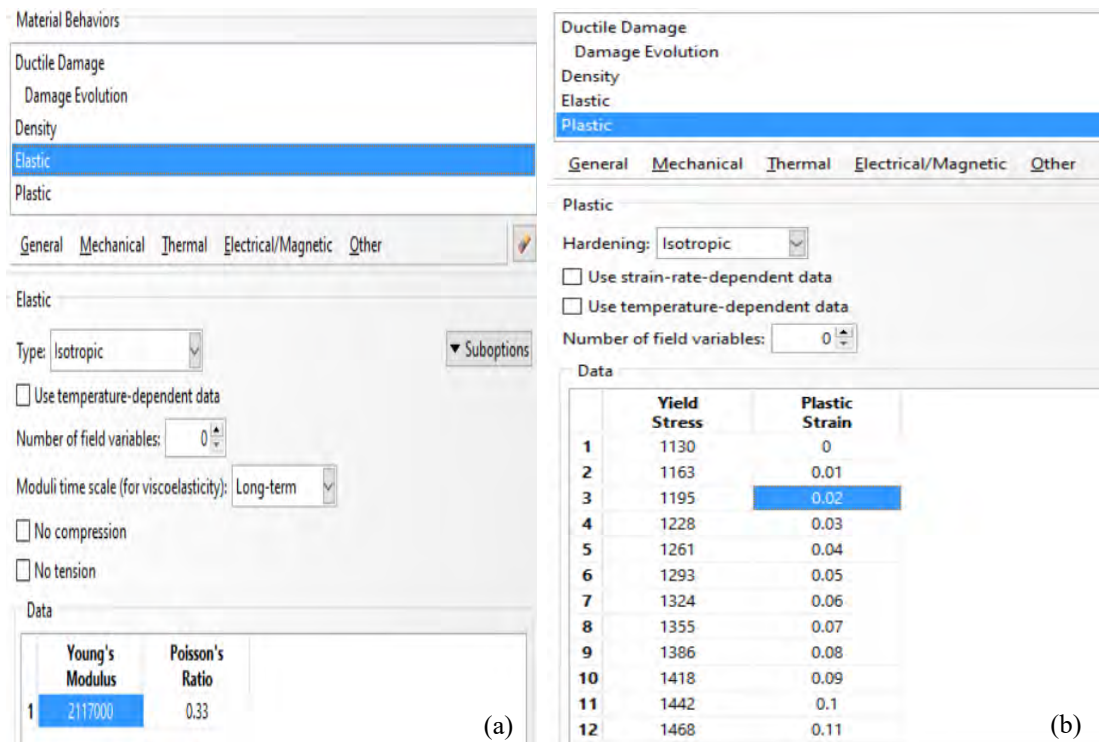 Material Behaviors
Ductile Damage
Damage Evolution
Density
Elastic
Plastic
General Mechanical Thermal Electrical/Magnetic Other
Elastic
Type: Isotropic
Suboptions
Use temperature-dependent data
Number of field variables: 0
Moduli time scale (for viscoelasticity): Long-term
No compression
No tension
Data
Young's Modulus Poisson's Ratio
1 2117000 0.33
(a)
Ductile Damage
Damage Evolution
Density
Elastic
Plastic
General Mechanical Thermal Electrical/Magnetic Other
Plastic
Hardening: Isotropic
Use strain-rate-dependent data
Use temperature-dependent data
Number of field variables: 0
Data
Yield Stress Plastic Strain
1 1130 0
2 1163 0.01
3 1195 0.02
4 1228 0.03
5 1261 0.04
6 1293 0.05
7 1324 0.06
8 1355 0.07
9 1386 0.08
10 1418 0.09
11 1442 0.1
12 1468 0.11
(b)